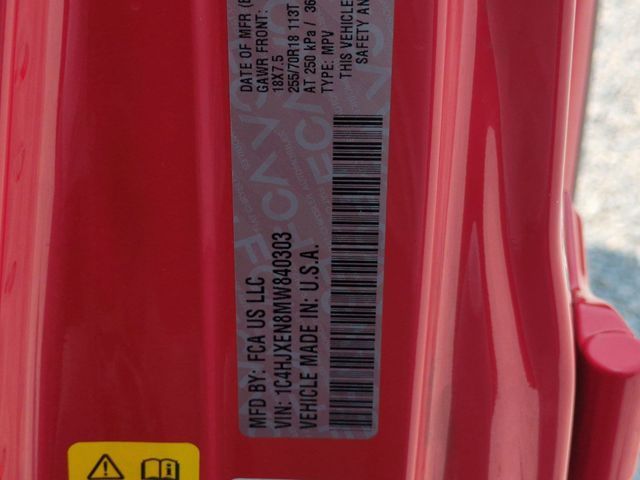 DATE OF MFR (E
GAWR FRONT:
18X7.5
255/70R18 113T
AT 250 kPa / 36
TYPE: MPV
THIS VEHICLE
SAFETY AN
MFD BY: FCA US LLC
VIN: 1C4HJXEN8MW840303
VEHICLE MADE IN: U.S.A.